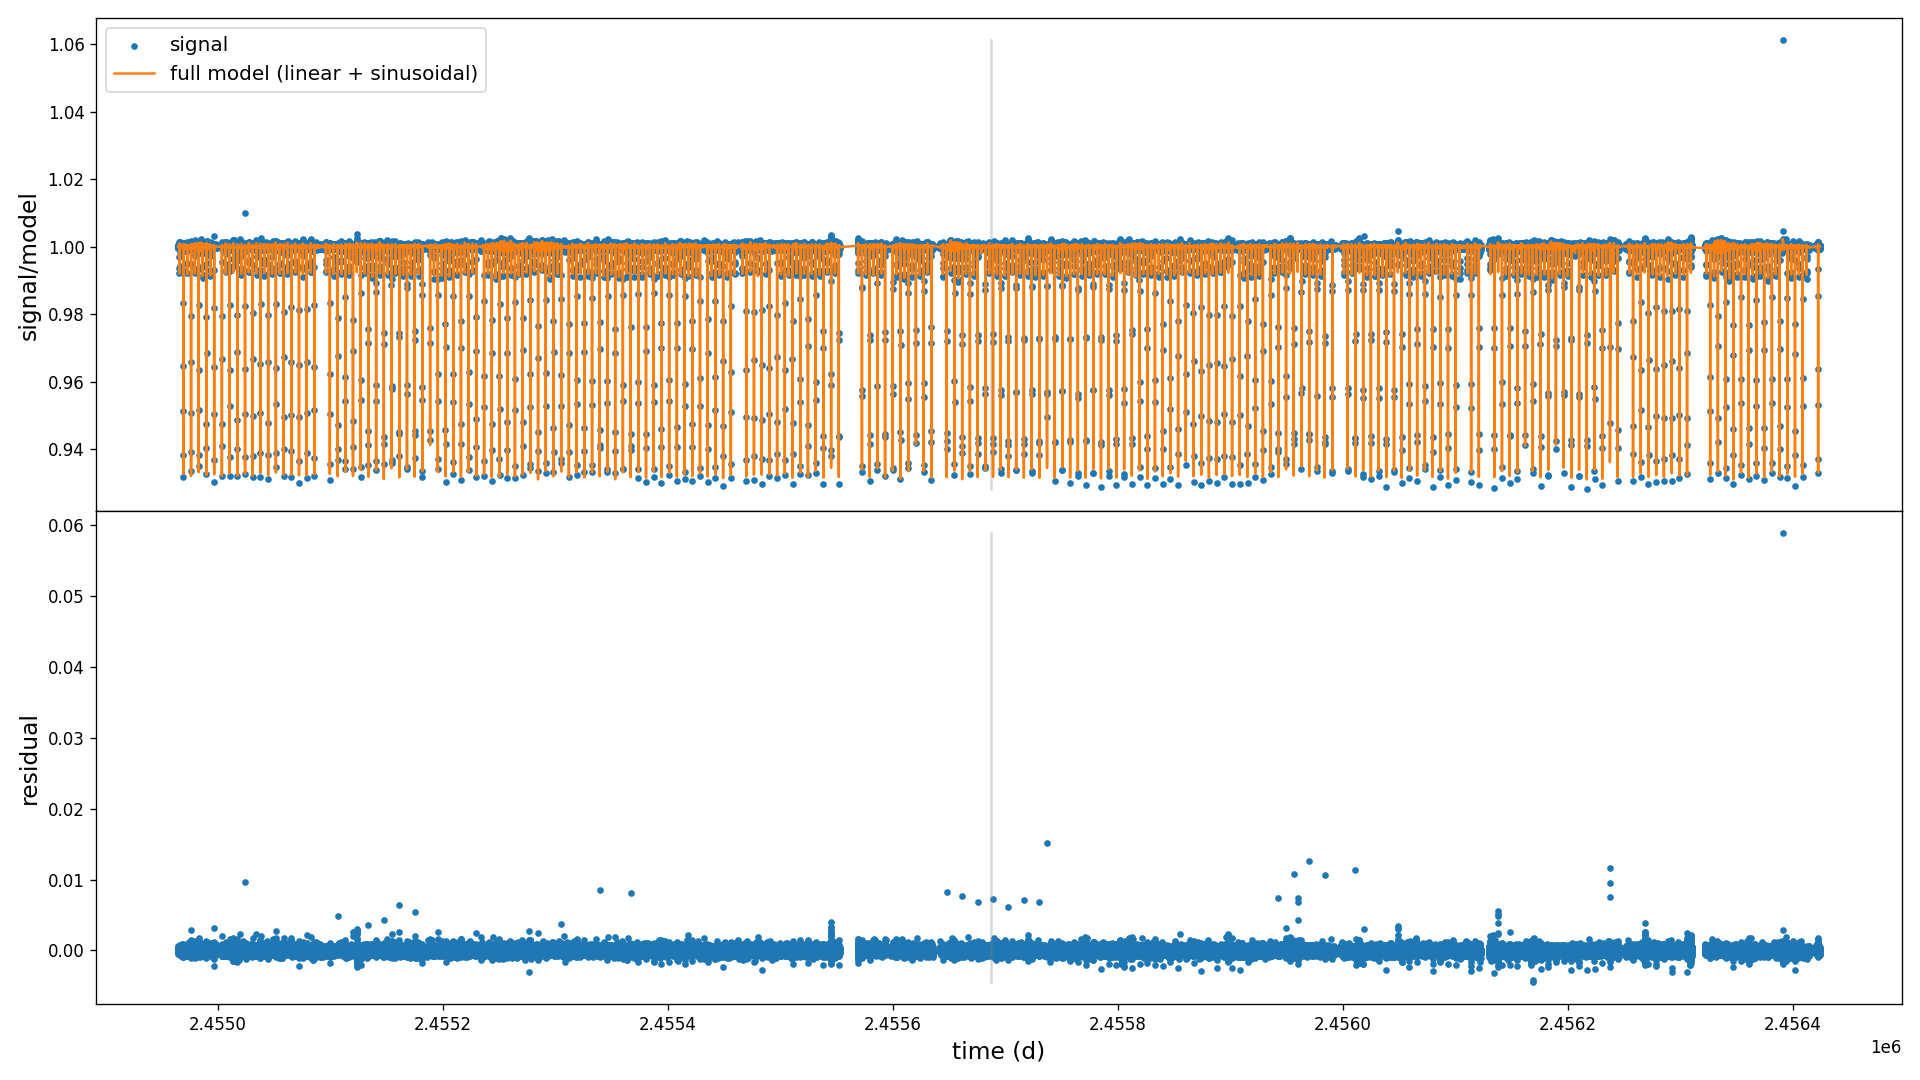 signal
full model (linear + sinusoidal)
signal/model
1.06
1.04
1.02
1.00
0.98
0.96
0.94
residual
0.06
0.05
0.04
0.03
0.02
0.01
0.00
2.4550 2.4552 2.4554 2.4556 2.4558 2.4560 2.4562 2.4564
time (d)
1e6